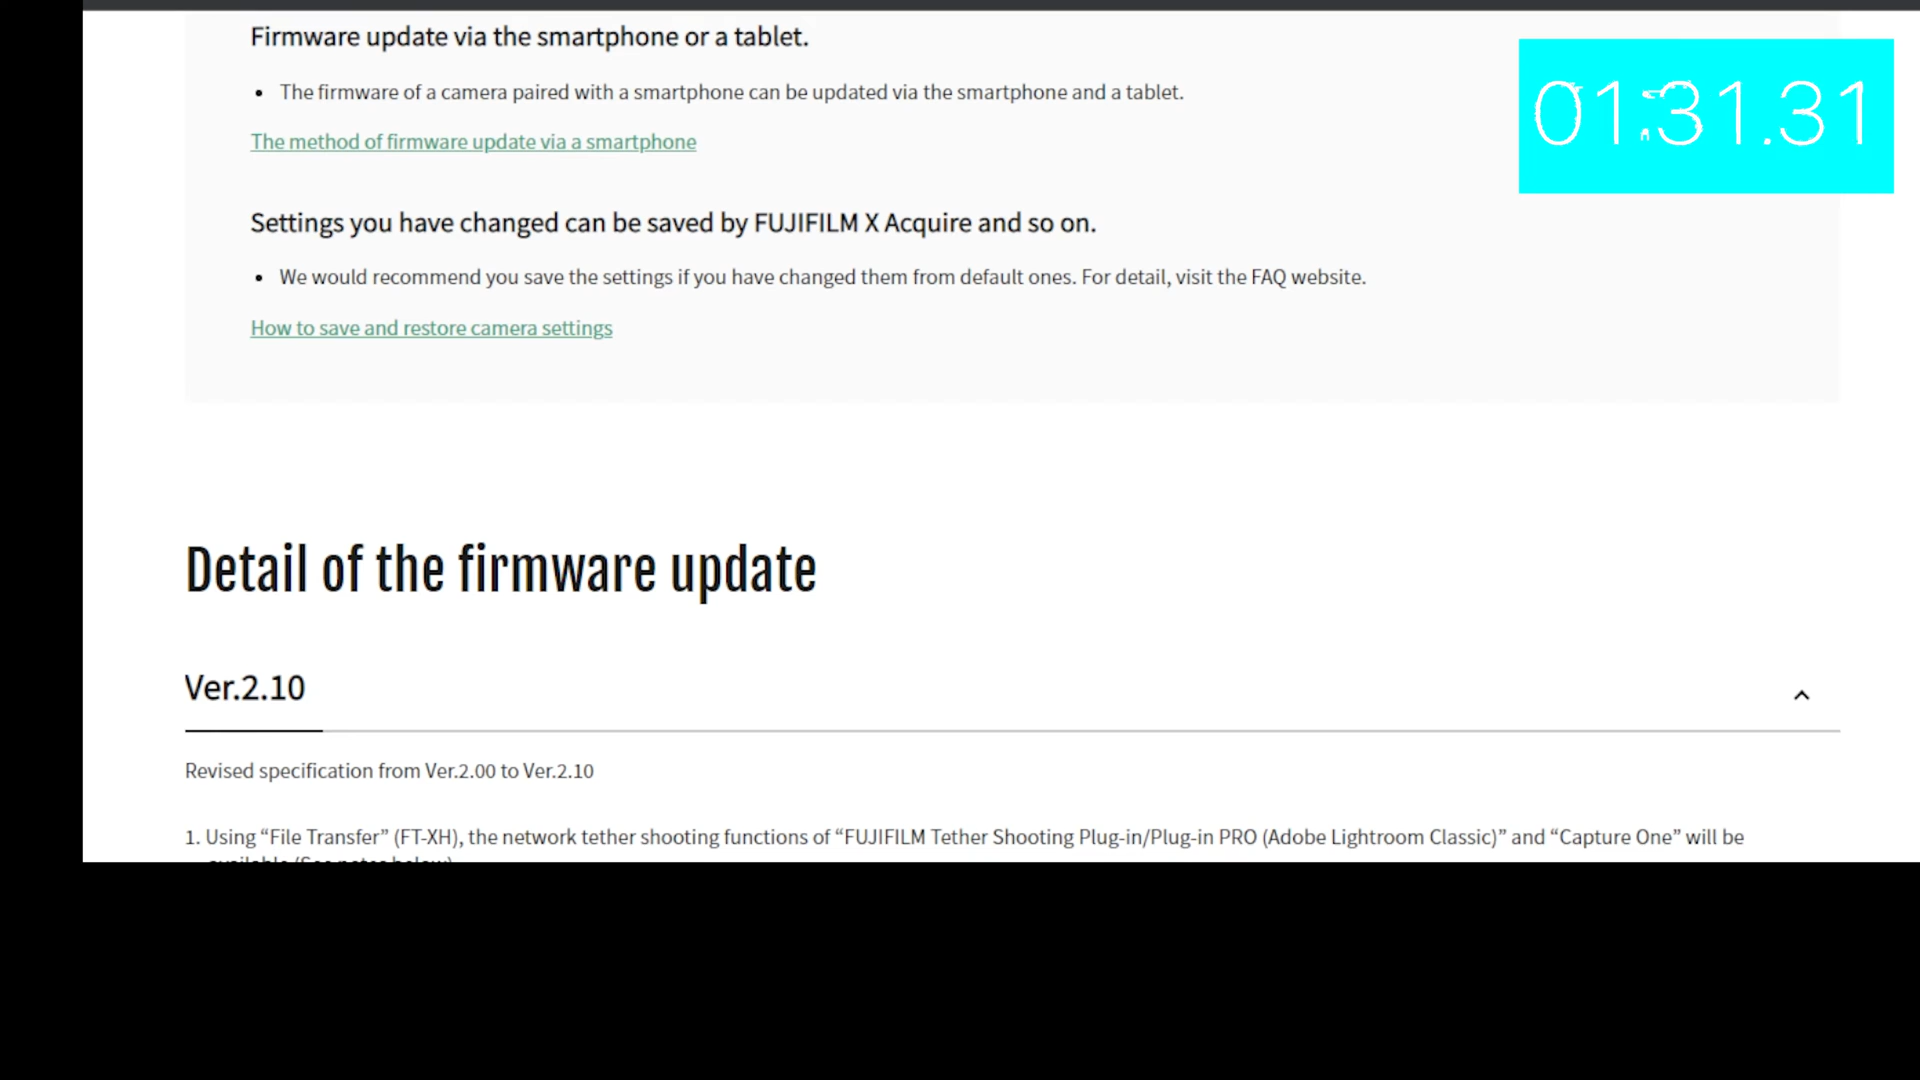 Firmware update via the smartphone or a tablet.
01:31.31
• The firmware of a camera paired with a smartphone can be updated via the smartphone and a tablet.
The method of firmware update via a smartphone
Settings you have changed can be saved by FUJIFILM X Acquire and so on.
• We would recommend you save the settings if you have changed them from default ones. For detail, visit the FAQ website.
How to save and restore camera settings
Detail of the firmware update
Ver.2.10
Revised specification from Ver.2.00 to Ver.2.10
1. Using “File Transfer” (FT-XH), the network tether shooting functions of “FUJIFILM Tether Shooting Plug-in/Plug-in PRO (Adobe Lightroom Classic)” and “Capture One” will be
available (See notes below)